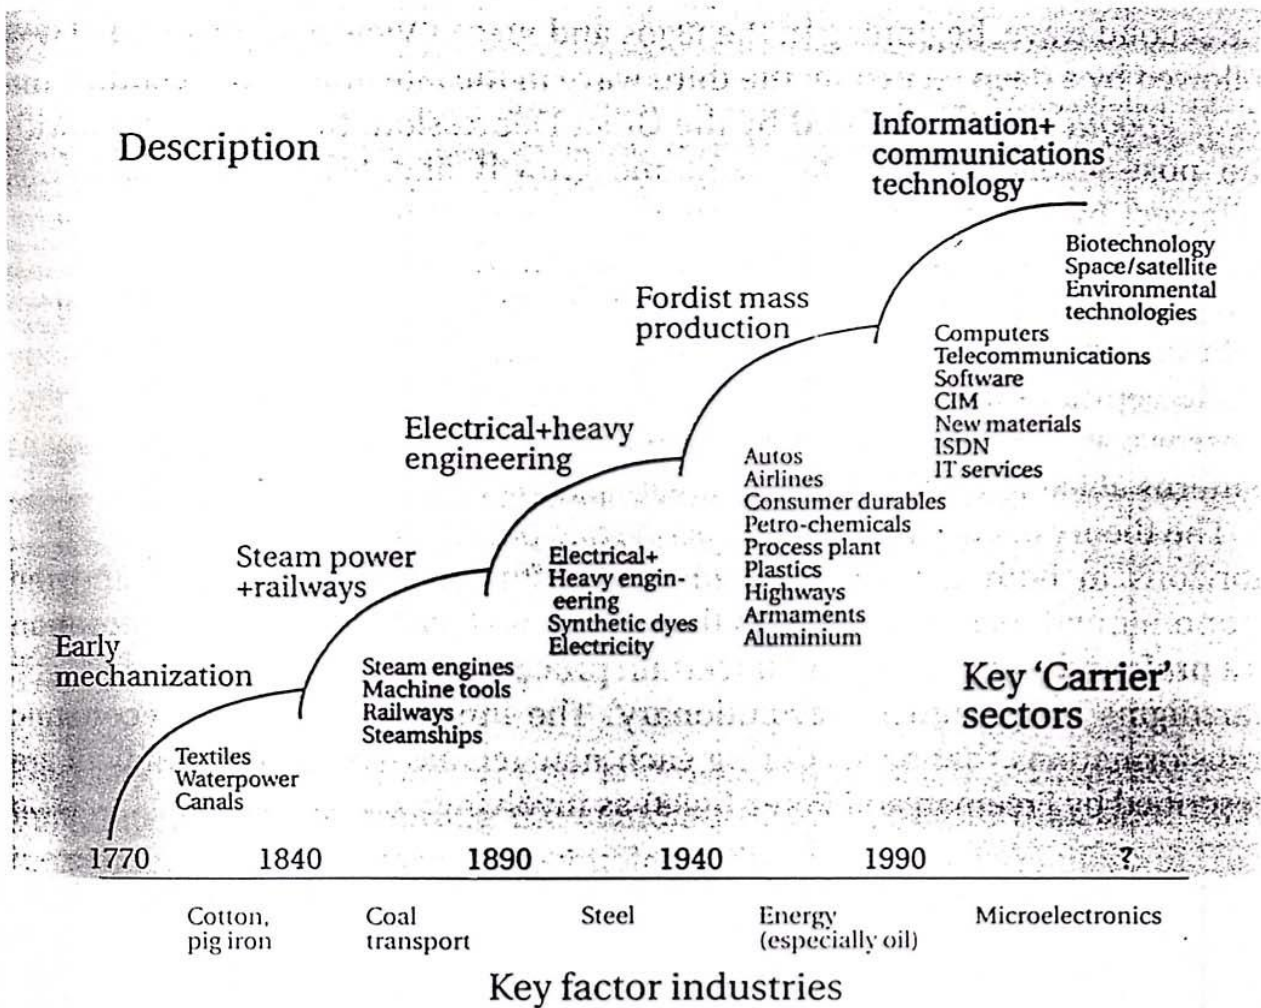 Description
Information+
communications
technology
Biotechnology
Space/satellite
Environmental
technologies
Fordist mass
production
Computers
Telecommunications
Software
CIM
New materials
ISDN
IT services
Electrical+heavy
engineering
Autos
Airlines
Consumer durables
Petro-chemicals
Process plant
Plastics
Highways
Armaments
Aluminium
Steam power
+railways
Electrical+
Heavy engin-
eering
Synthetic dyes
Electricity
Early
mechanization
Steam engines
Machine tools
Railways
Steamships
Key 'Carrier'
sectors
Textiles
Waterpower
Canals
1770 1840 1890 1940 1990 ?
Cotton, Coal Steel Energy Microelectronics
pig iron transport (especially oil)
Key factor industries